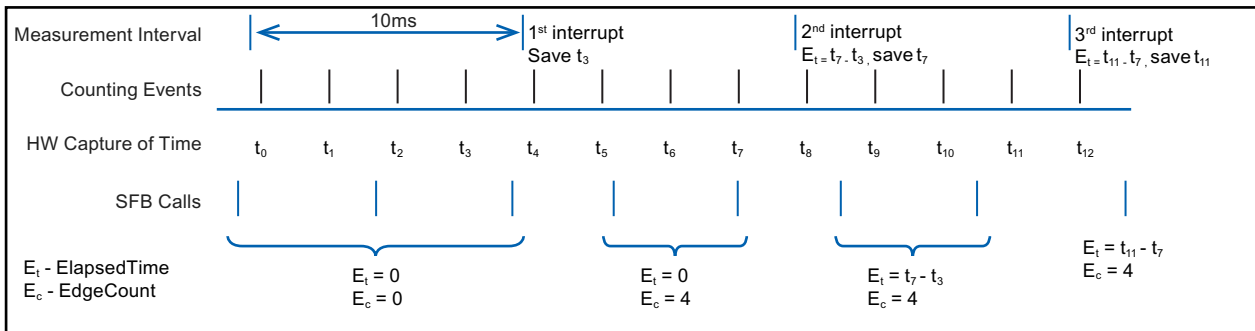 Measurement Interval
10ms
1st interrupt
Save t3
2nd interrupt
Et = t7 - t3, save t7
3rd interrupt
Et = t11 - t7, save t11
Counting Events
HW Capture of Time
t0 t1 t2 t3 t4 t5 t6 t7 t8 t9 t10 t11 t12
SFB Calls
Et - ElapsedTime
Ec - EdgeCount
Et = 0
Ec = 0
Et = 0
Ec = 4
Et = t7 - t3
Ec = 4
Et = t11 - t7
Ec = 4